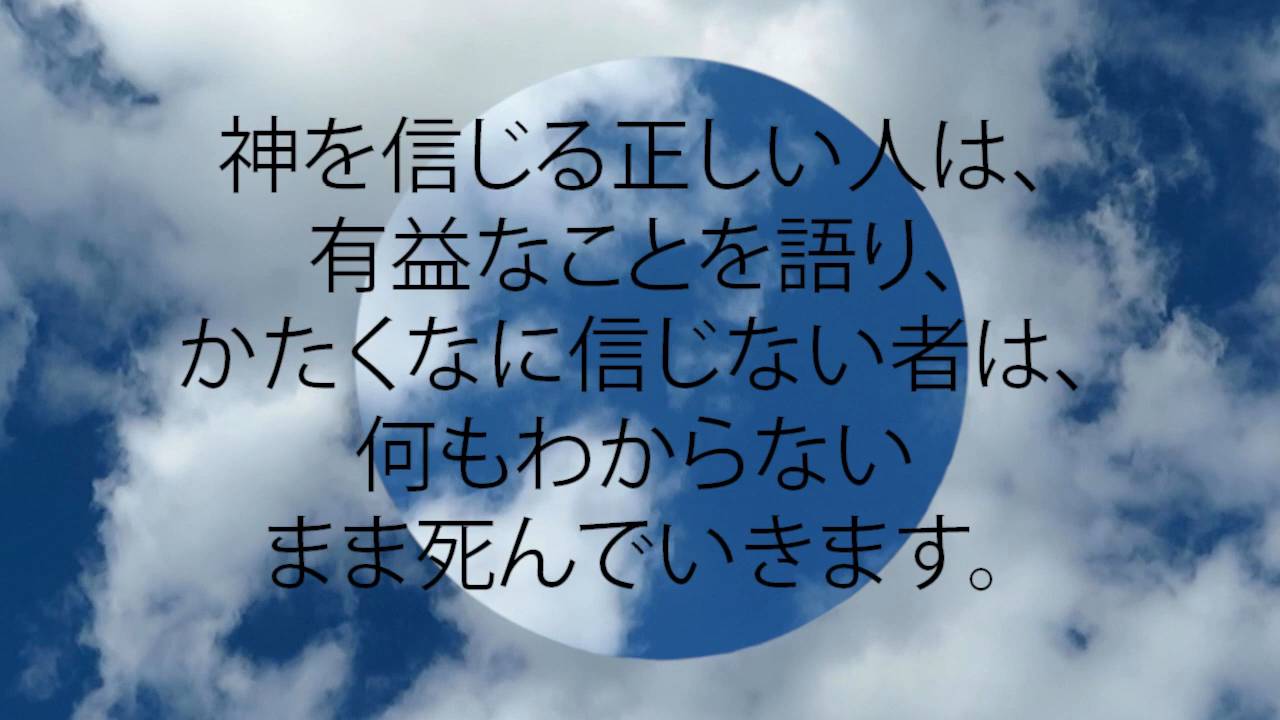 神を信じる正しい人は、
有益なことを語り、
かたくなに信じない者は、
何もわからない
まま死んでいきます。